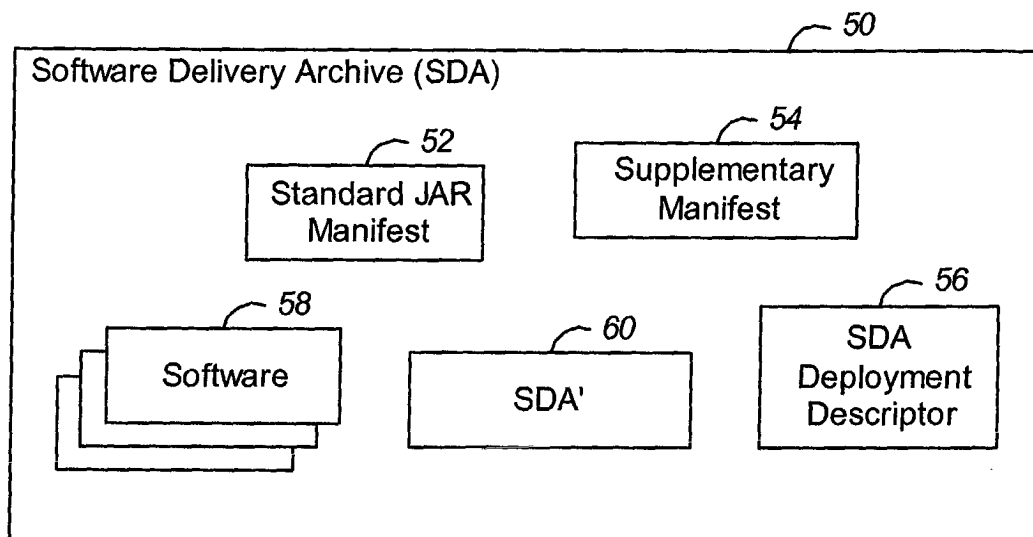 50
Software Delivery Archive (SDA)
54
52
Supplementary
Manifest
Standard JAR
Manifest
58
60
56
Software
SDA'
SDA
Deployment
Descriptor